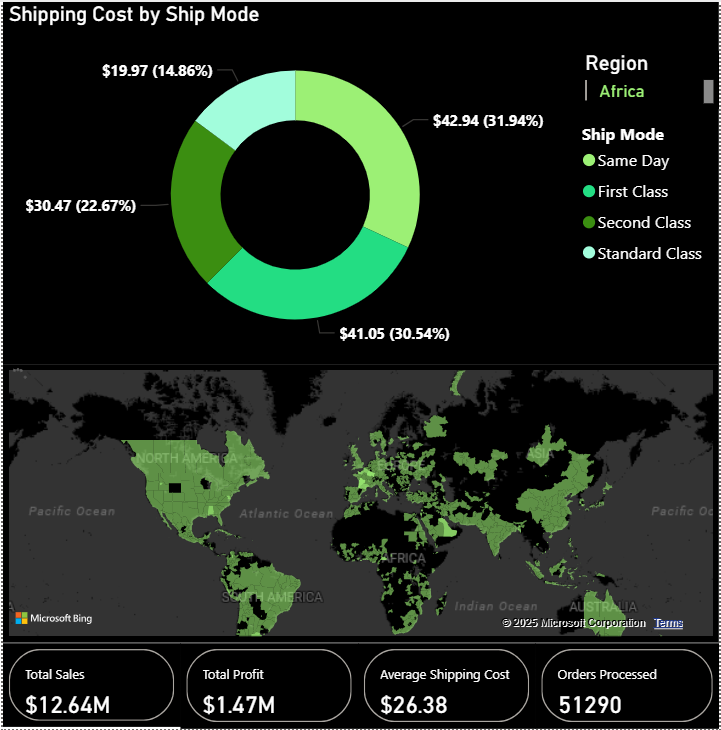 Shipping Cost by Ship Mode
$19.97 (14.86%)
$42.94 (31.94%)
$30.47 (22.67%)
$41.05 (30.54%)
Region
Africa
Ship Mode
Same Day
First Class
Second Class
Standard Class
NORTH AMERICA
EUROPE
ASIA
Pacific Ocean
Atlantic Ocean
Pacific Oc
AFRICA
SOUTH AMERICA
Indian Ocean
AUSTRALIA
Microsoft Bing
© 2025 Microsoft Corporation Terms
Total Sales
$12.64M
Total Profit
$1.47M
Average Shipping Cost
$26.38
Orders Processed
51290